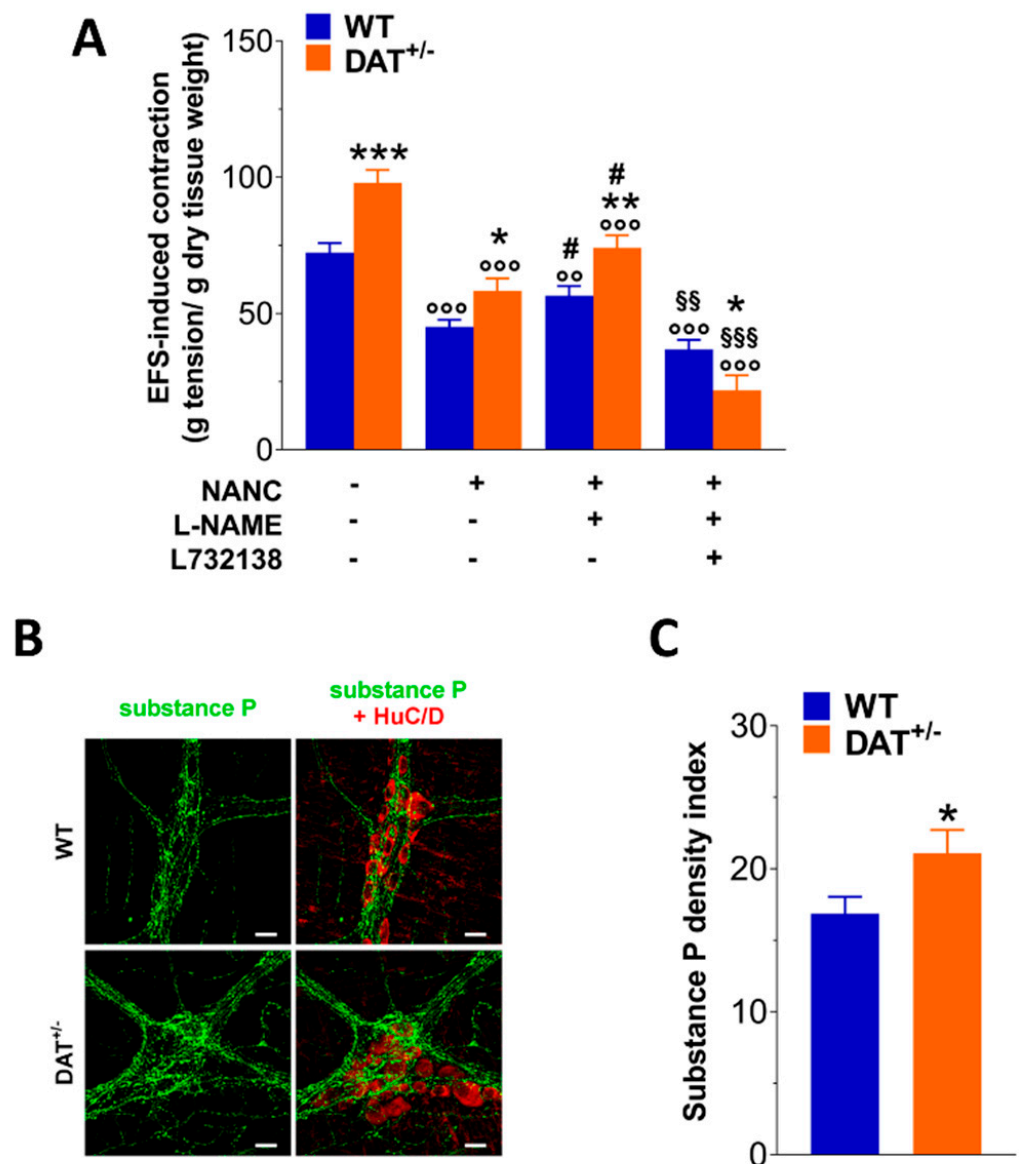 A
WT
DAT+/-
EFS-induced contraction
(g tension/ g dry tissue weight)
150
100
50
0
***
°°°
*
°°°
#
°°
#
**
°°°
§§
°°°
*
§§§
°°°
NANC - + + +
L-NAME - - + +
L732138 - - - +
B
substance P
substance P
+ HuC/D
WT
DAT+/-
C
WT
DAT+/-
Substance P density index
30
20
10
0
*